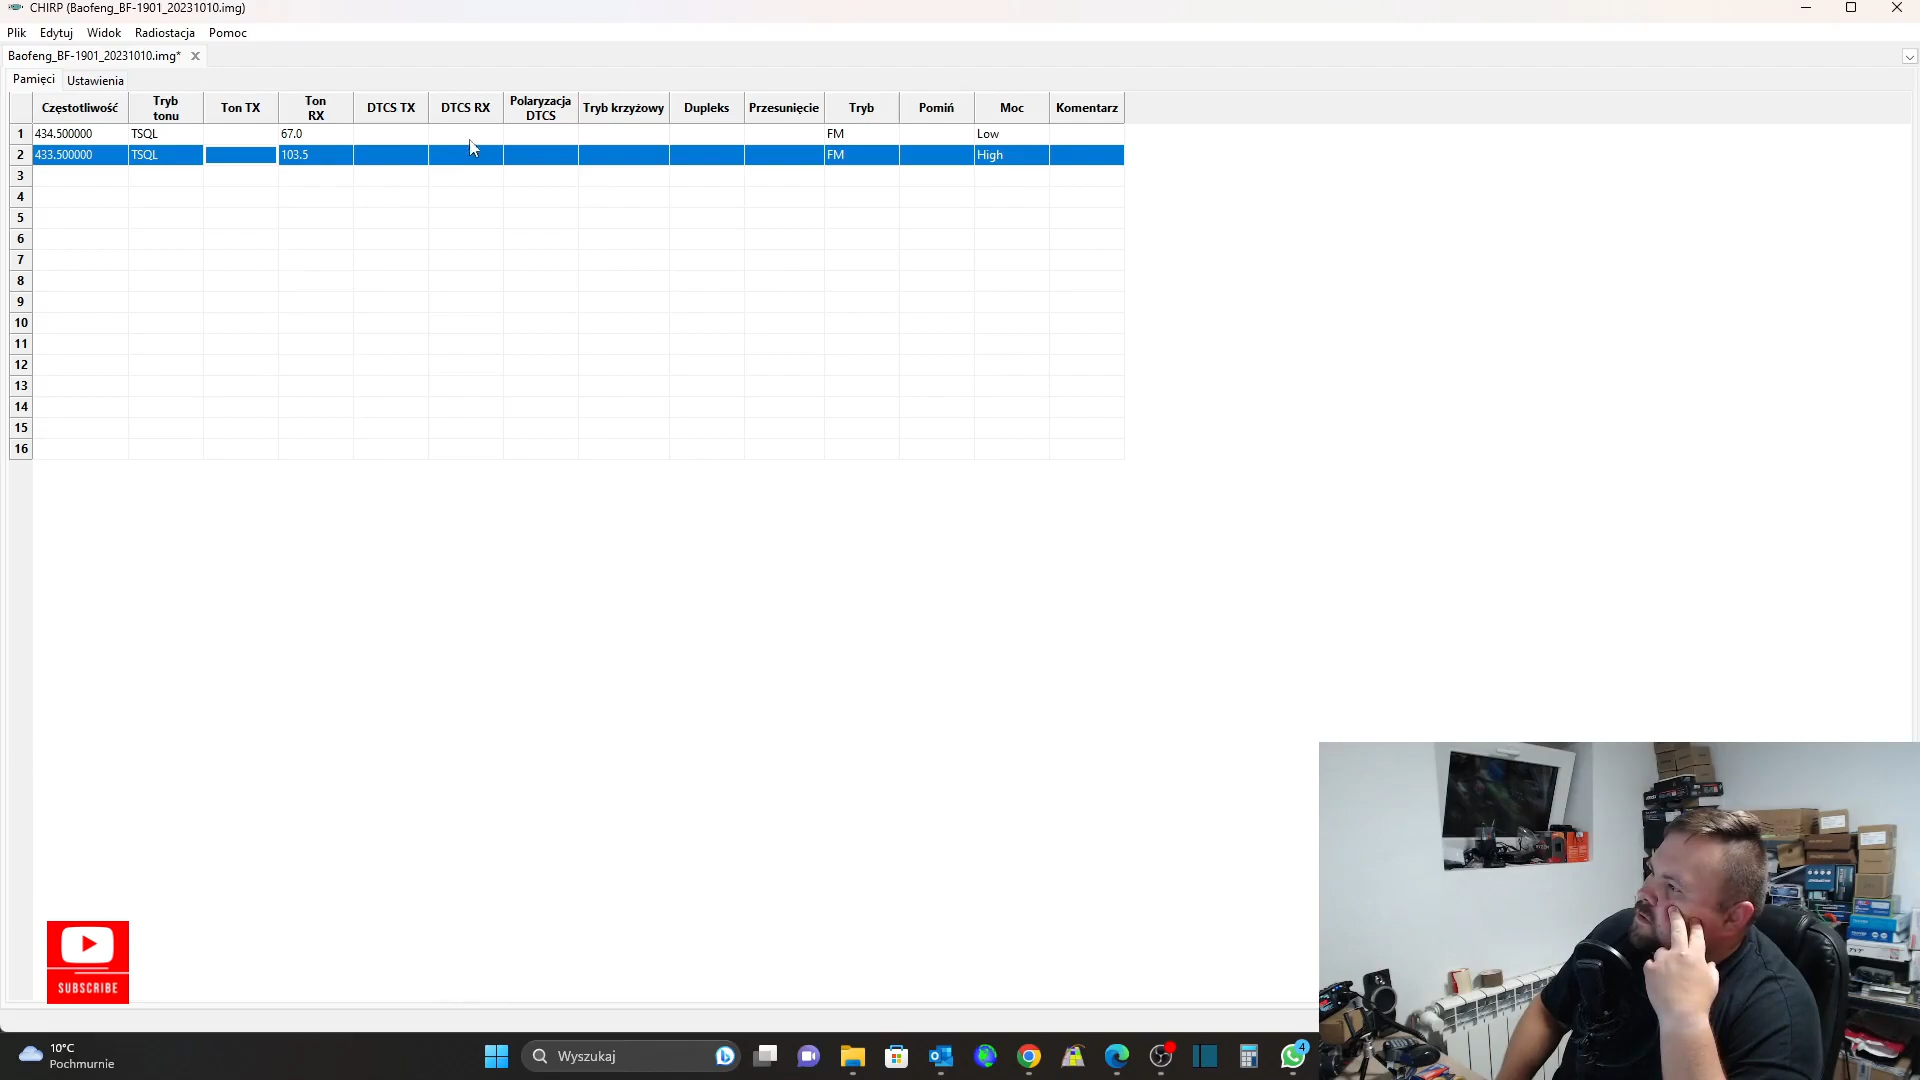 CHIRP (Baofeng_BF-1901_20231010.img)
Plik Edytuj Widok Radiostacja Pomoc
Baofeng_BF-1901_20231010.img*
Pamięci Ustawienia
Częstotliwość Tryb tonu Ton TX Ton RX DTCS TX DTCS RX Polaryzacja DTCS Tryb krzyżowy Dupleks Przesunięcie Tryb Pomiń Moc Komentarz
1 434.500000 TSQL 67.0 FM Low
2 433.500000 TSQL 103.5 FM High
3
4
5
6
7
8
9
10
11
12
13
14
15
16
SUBSCRIBE
10°C
Pochmurnie
Wyszukaj
4